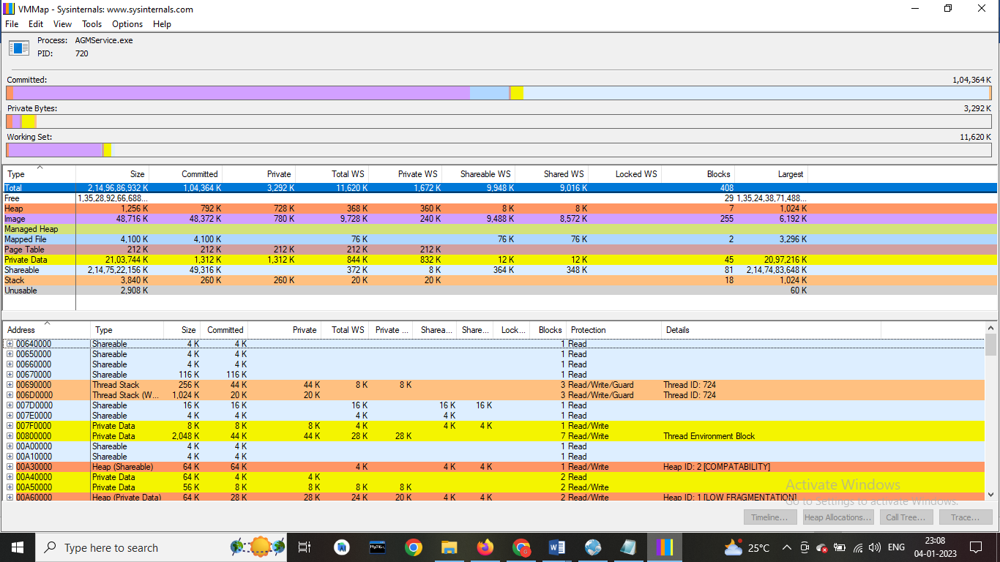 VMMap - Sysinternals: www.sysinternals.com
File Edit View Tools Options Help
Process: AGMService.exe
PID: 720
Committed: 1,04,364 K
Private Bytes: 3,292 K
Working Set: 11,620 K
Type Size Committed Private Total WS Private WS Shareable WS Shared WS Locked WS Blocks Largest
Total 2,14,96,86,932 K 1,04,364 K 3,292 K 11,620 K 1,672 K 9,948 K 9,016 K 408
Free 1,35,28,92,66,688... 29 1,35,24,38,71,488...
Heap 1,256 K 792 K 728 K 368 K 360 K 8 K 8 K 7 1,024 K
Image 48,716 K 48,372 K 780 K 9,728 K 240 K 9,488 K 8,572 K 255 6,192 K
Managed Heap
Mapped File 4,100 K 4,100 K 76 K 76 K 76 K 2 3,296 K
Page Table 212 K 212 K 212 K 212 K 212 K
Private Data 21,03,744 K 1,312 K 1,312 K 844 K 832 K 12 K 12 K 45 20,97,216 K
Shareable 2,14,75,22,156 K 49,316 K 372 K 8 K 364 K 348 K 81 2,14,74,83,648 K
Stack 3,840 K 260 K 260 K 20 K 20 K 18 1,024 K
Unusable 2,908 K 60 K
Address Type Size Committed Private Total WS Private ... Sharea... Share... Lock... Blocks Protection Details
00640000 Shareable 4 K 4 K 1 Read
00650000 Shareable 4 K 4 K 1 Read
00660000 Shareable 4 K 4 K 1 Read
00670000 Shareable 116 K 116 K 1 Read
00690000 Thread Stack 256 K 44 K 44 K 8 K 8 K 3 Read/Write/Guard Thread ID: 724
006D0000 Thread Stack (W... 1,024 K 20 K 20 K 3 Read/Write/Guard Thread ID: 724
007D0000 Shareable 16 K 16 K 16 K 16 K 16 K 1 Read
007E0000 Shareable 4 K 4 K 4 K 4 K 1 Read
007F0000 Private Data 8 K 8 K 8 K 4 K 4 K 4 K 1 Read/Write
00800000 Private Data 2,048 K 44 K 44 K 28 K 28 K 7 Read/Write Thread Environment Block
00A00000 Shareable 4 K 4 K 1 Read
00A10000 Shareable 4 K 4 K 1 Read
00A30000 Heap (Shareable) 64 K 64 K 4 K 4 K 4 K 1 Read/Write Heap ID: 2 [COMPATABILITY]
00A40000 Private Data 64 K 4 K 4 K 2 Read
00A50000 Private Data 56 K 8 K 8 K 8 K 8 K 2 Read/Write
00A60000 Heap (Private Data) 64 K 28 K 28 K 24 K 20 K 4 K 4 K 2 Read/Write Heap ID: 1 [LOW FRAGMENTATION]
Activate Windows
Go to Settings to activate Windows.
Timeline... Heap Allocations... Call Tree... Trace...
Type here to search MySQL W 25°C ENG 23:08
04-01-2023